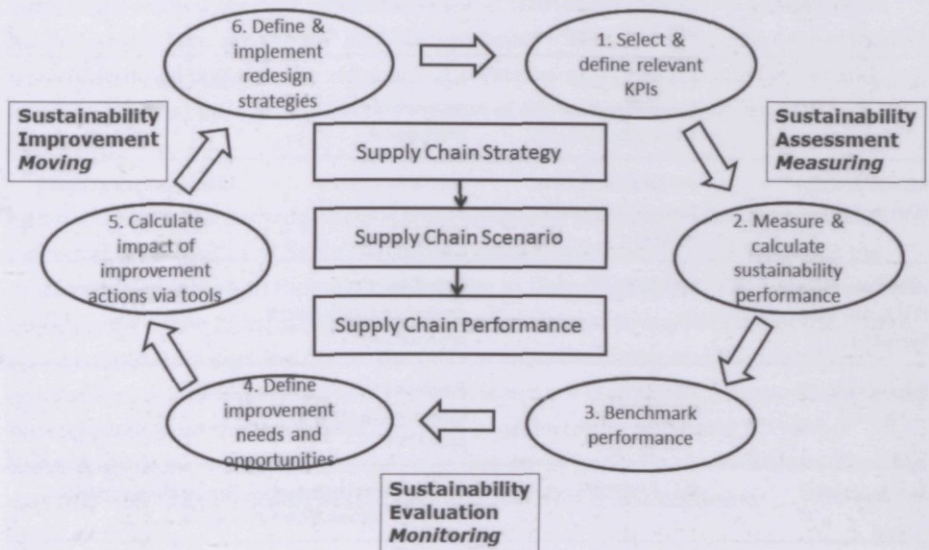 6. Define &
implement
redesign
strategies
1. Select &
define relevant
KPIs
Sustainability
Improvement
Moving
Sustainability
Assessment
Measuring
Supply Chain Strategy
5. Calculate
impact of
improvement
actions via tools
Supply Chain Scenario
2. Measure &
calculate
sustainability
performance
Supply Chain Performance
4. Define
improvement
needs and
opportunities
3. Benchmark
performance
Sustainability
Evaluation
Monitoring